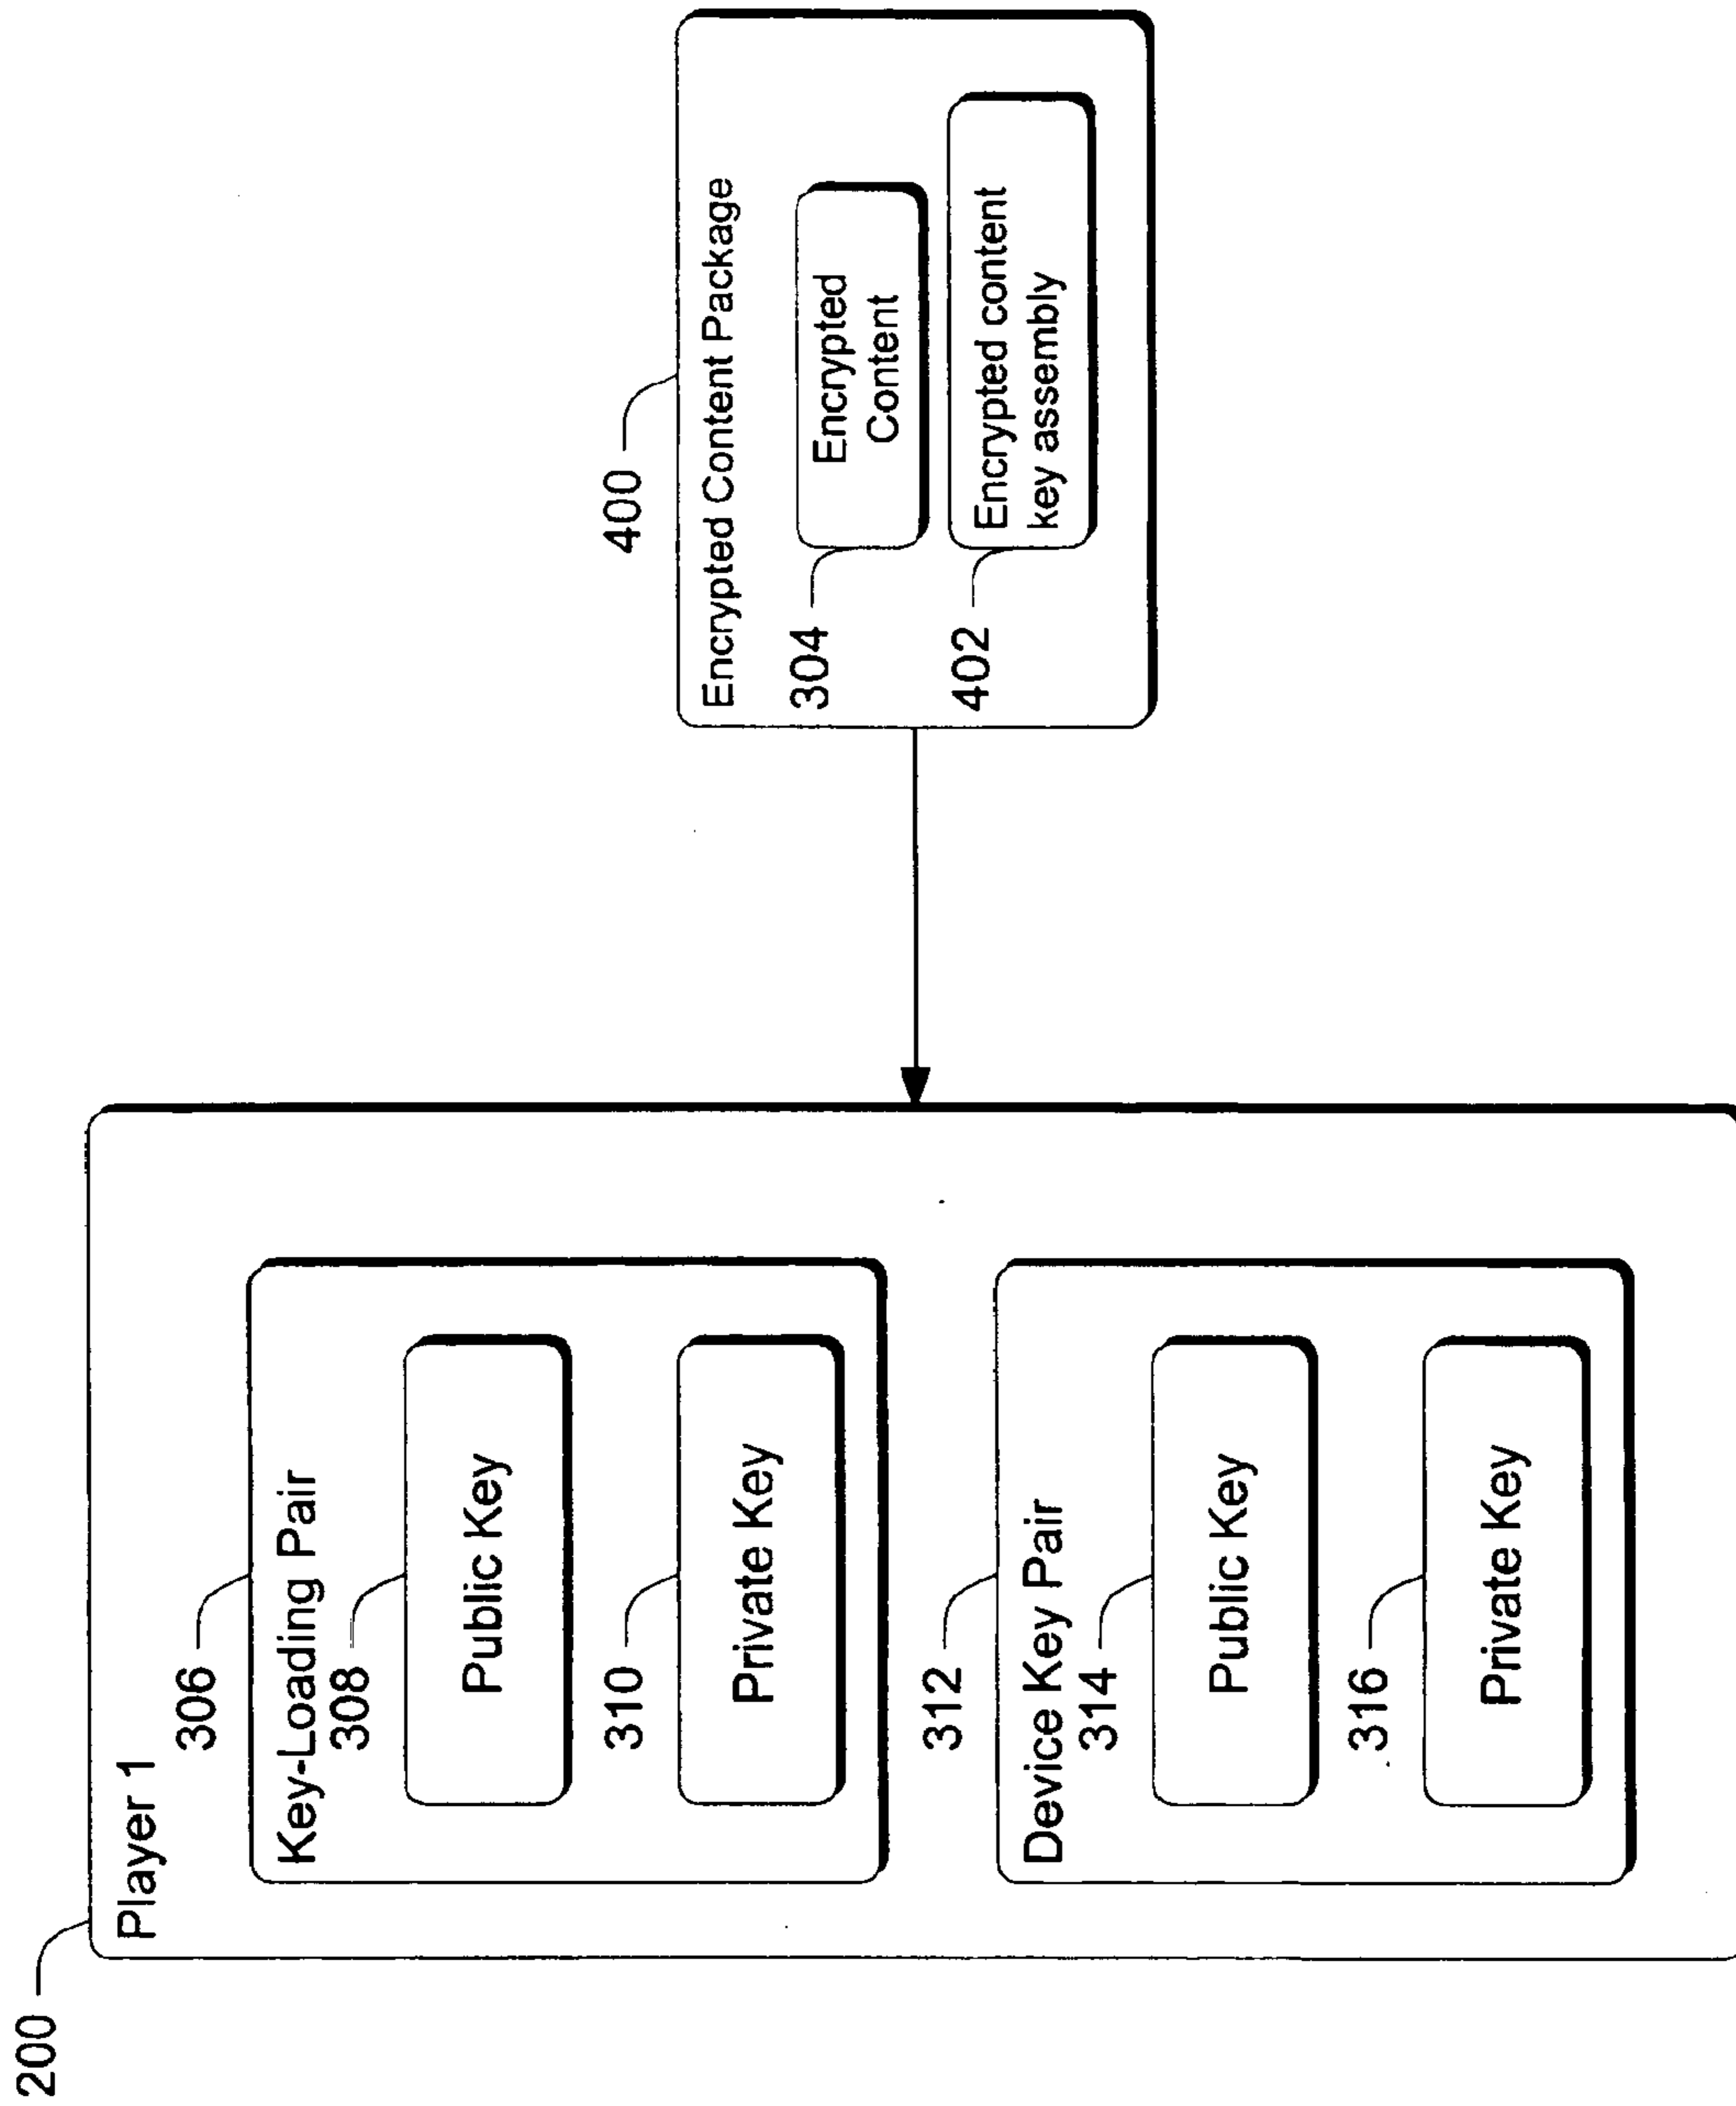 200
Player 1
306
Key-Loading Pair
308
Public Key
310
Private Key
312
Device Key Pair
314
Public Key
316
Private Key
400
Encrypted Content Package
304
Encrypted
Content
402
Encrypted content
key assembly